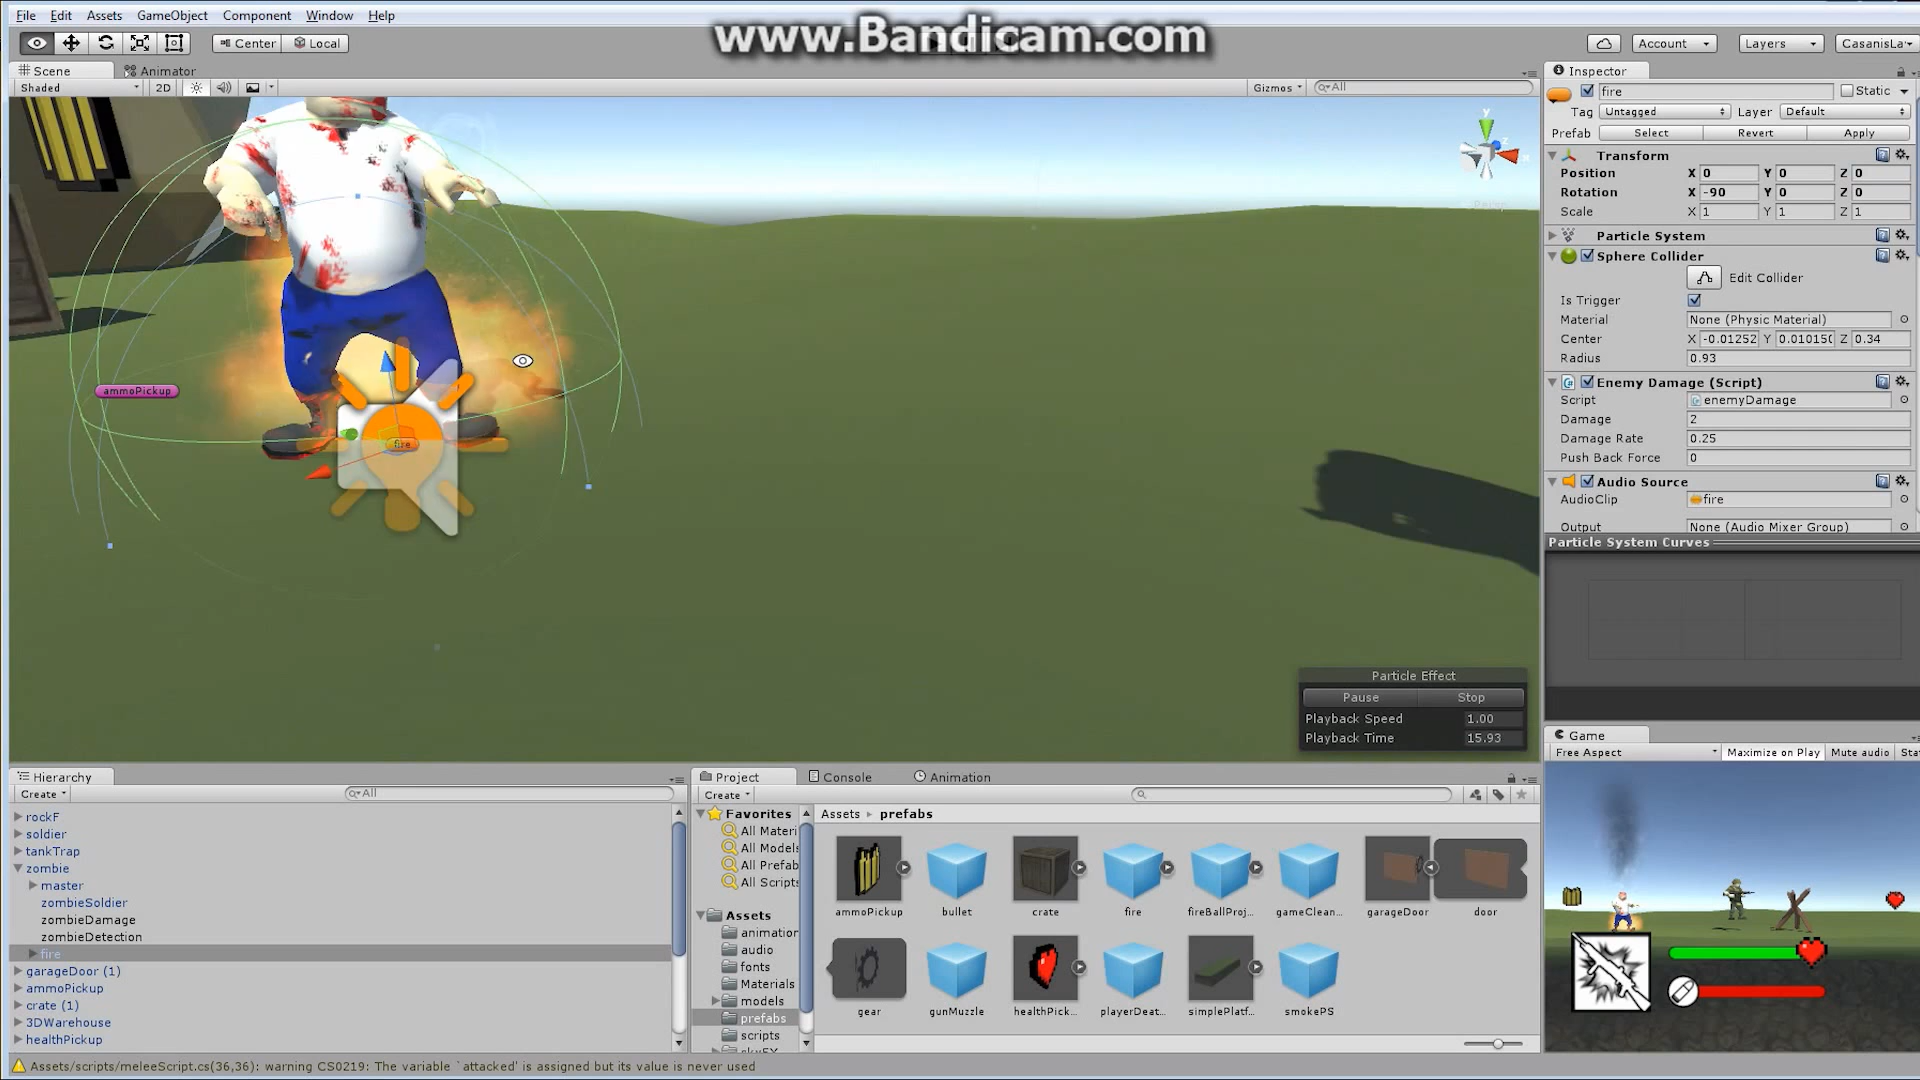 File Edit Assets GameObject Component Window Help
www.Bandicam.com
Center Local
Account Layers CasanisLa
Scene Animator
Shaded 2D Gizmos All
ammoPickup
fire
y
Particle Effect
Pause Stop
Playback Speed 1.00
Playback Time 15.93
Inspector
fire Static
Tag Untagged Layer Default
Prefab Select Revert Apply
Transform
Position X 0 Y 0 Z 0
Rotation X -90 Y 0 Z 0
Scale X 1 Y 1 Z 1
Particle System
Sphere Collider
Edit Collider
Is Trigger
Material None (Physic Material)
Center X -0.01252 Y 0.01015( Z 0.34
Radius 0.93
Enemy Damage (Script)
Script enemyDamage
Damage 2
Damage Rate 0.25
Push Back Force 0
Audio Source
AudioClip fire
Output None (Audio Mixer Group)
Particle System Curves
Game
Free Aspect Maximize on Play Mute audio Sta
Hierarchy
Create All
rockF
soldier
tankTrap
zombie
master
zombieSoldier
zombieDamage
zombieDetection
fire
garageDoor (1)
ammoPickup
crate (1)
3DWarehouse
healthPickup
Project Console Animation
Create
Favorites
All Materi
All Models
All Prefab
All Scripts
Assets
animation
audio
fonts
Materials
models
prefabs
scripts
Assets prefabs
ammoPickup bullet crate fire fireBallProj... gameClean... garageDoor door
gear gunMuzzle healthPick... playerDeat... simplePlatf... smokePS
Assets/scripts/meleeScript.cs(36,36): warning CS0219: The variable `attacked' is assigned but its value is never used